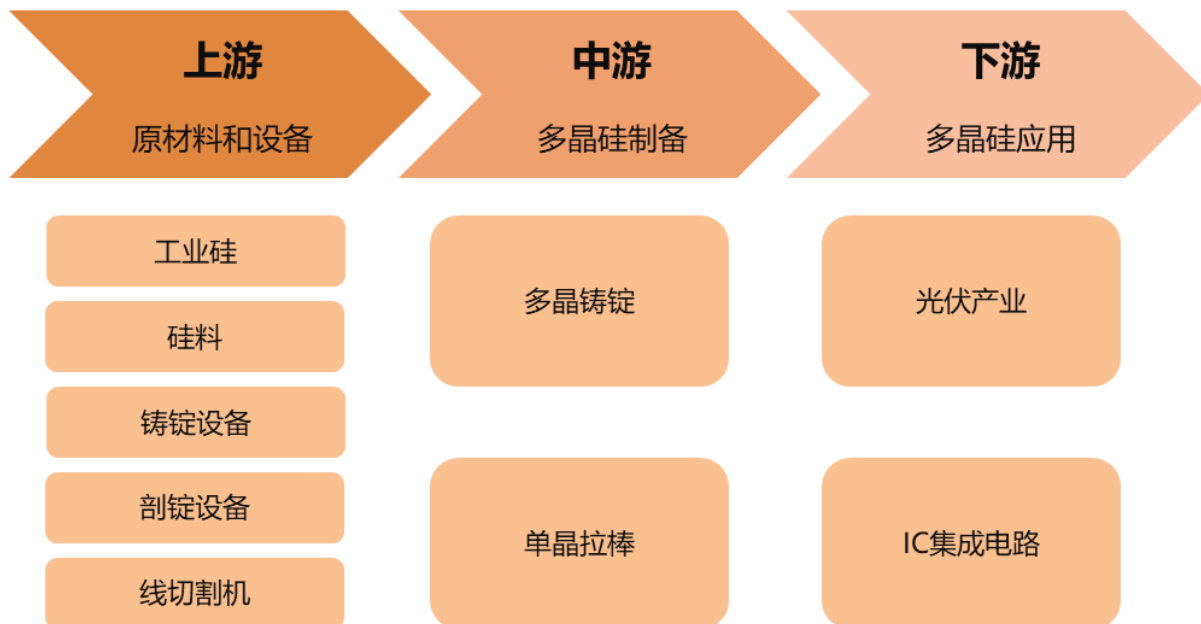 上游
原材料和设备
中游
多晶硅制备
下游
多晶硅应用
工业硅
硅料
铸锭设备
剖锭设备
线切割机
多晶铸锭
单晶拉棒
光伏产业
IC集成电路